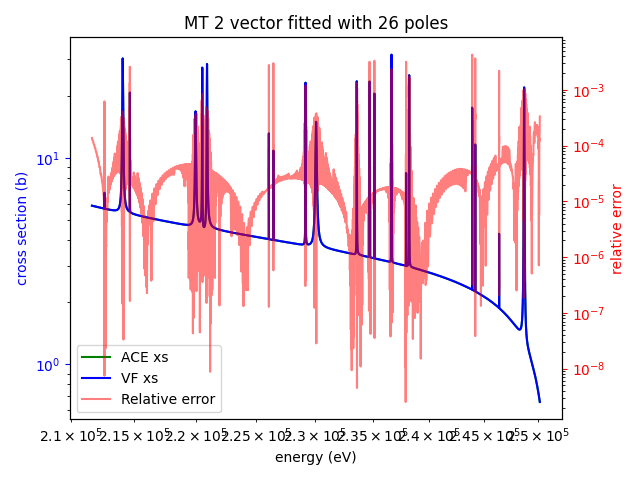 MT 2 vector fitted with 26 poles
cross section (b)
10¹
10⁰
10⁻³
10⁻⁴
10⁻⁵
10⁻⁶
10⁻⁷
10⁻⁸
relative error
ACE xs
VF xs
Relative error
2.1 × 10⁵ 2.15 × 10⁵ 2.2 × 10⁵ 2.25 × 10⁵ 2.3 × 10⁵ 2.35 × 10⁵ 2.4 × 10⁵ 2.45 × 10⁵ 2.5 × 10⁵
energy (eV)